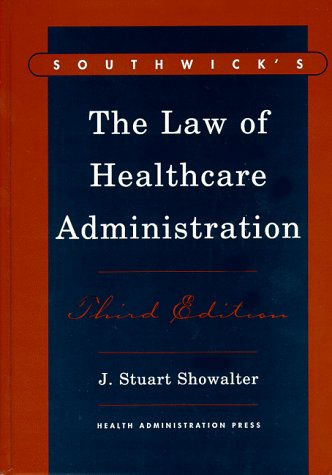 SOUTHWICK'S
The Law of
Healthcare
Administration
Third Edition
J. Stuart Showalter
HEALTH ADMINISTRATION PRESS